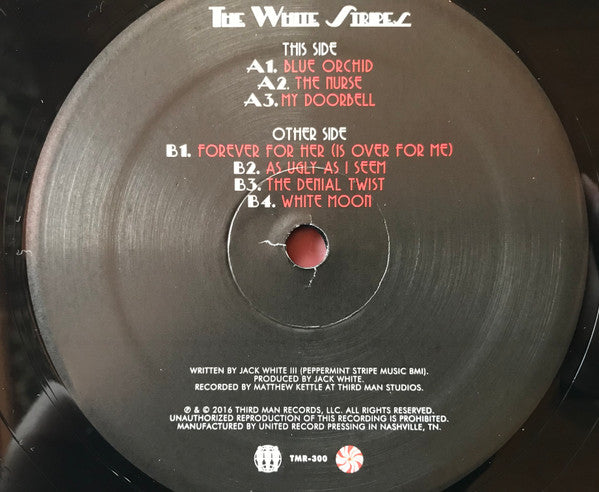 THE WHITE STRIPES
THIS SIDE
A1. BLUE ORCHID
A2. THE NURSE
A3. MY DOORBELL
OTHER SIDE
B1. FOREVER FOR HER (IS OVER FOR ME)
B2. AS UGLY AS I SEEM
B3. THE DENIAL TWIST
B4. WHITE MOON
WRITTEN BY JACK WHITE III (PEPPERMINT STRIPE MUSIC BMI).
PRODUCED BY JACK WHITE.
RECORDED BY MATTHEW KETTLE AT THIRD MAN STUDIOS.
℗ & © 2016 THIRD MAN RECORDS, LLC. ALL RIGHTS RESERVED.
UNAUTHORIZED REPRODUCTION OF THIS RECORDING IS PROHIBITED.
MANUFACTURED BY UNITED RECORD PRESSING IN NASHVILLE, TN.
TMR-300